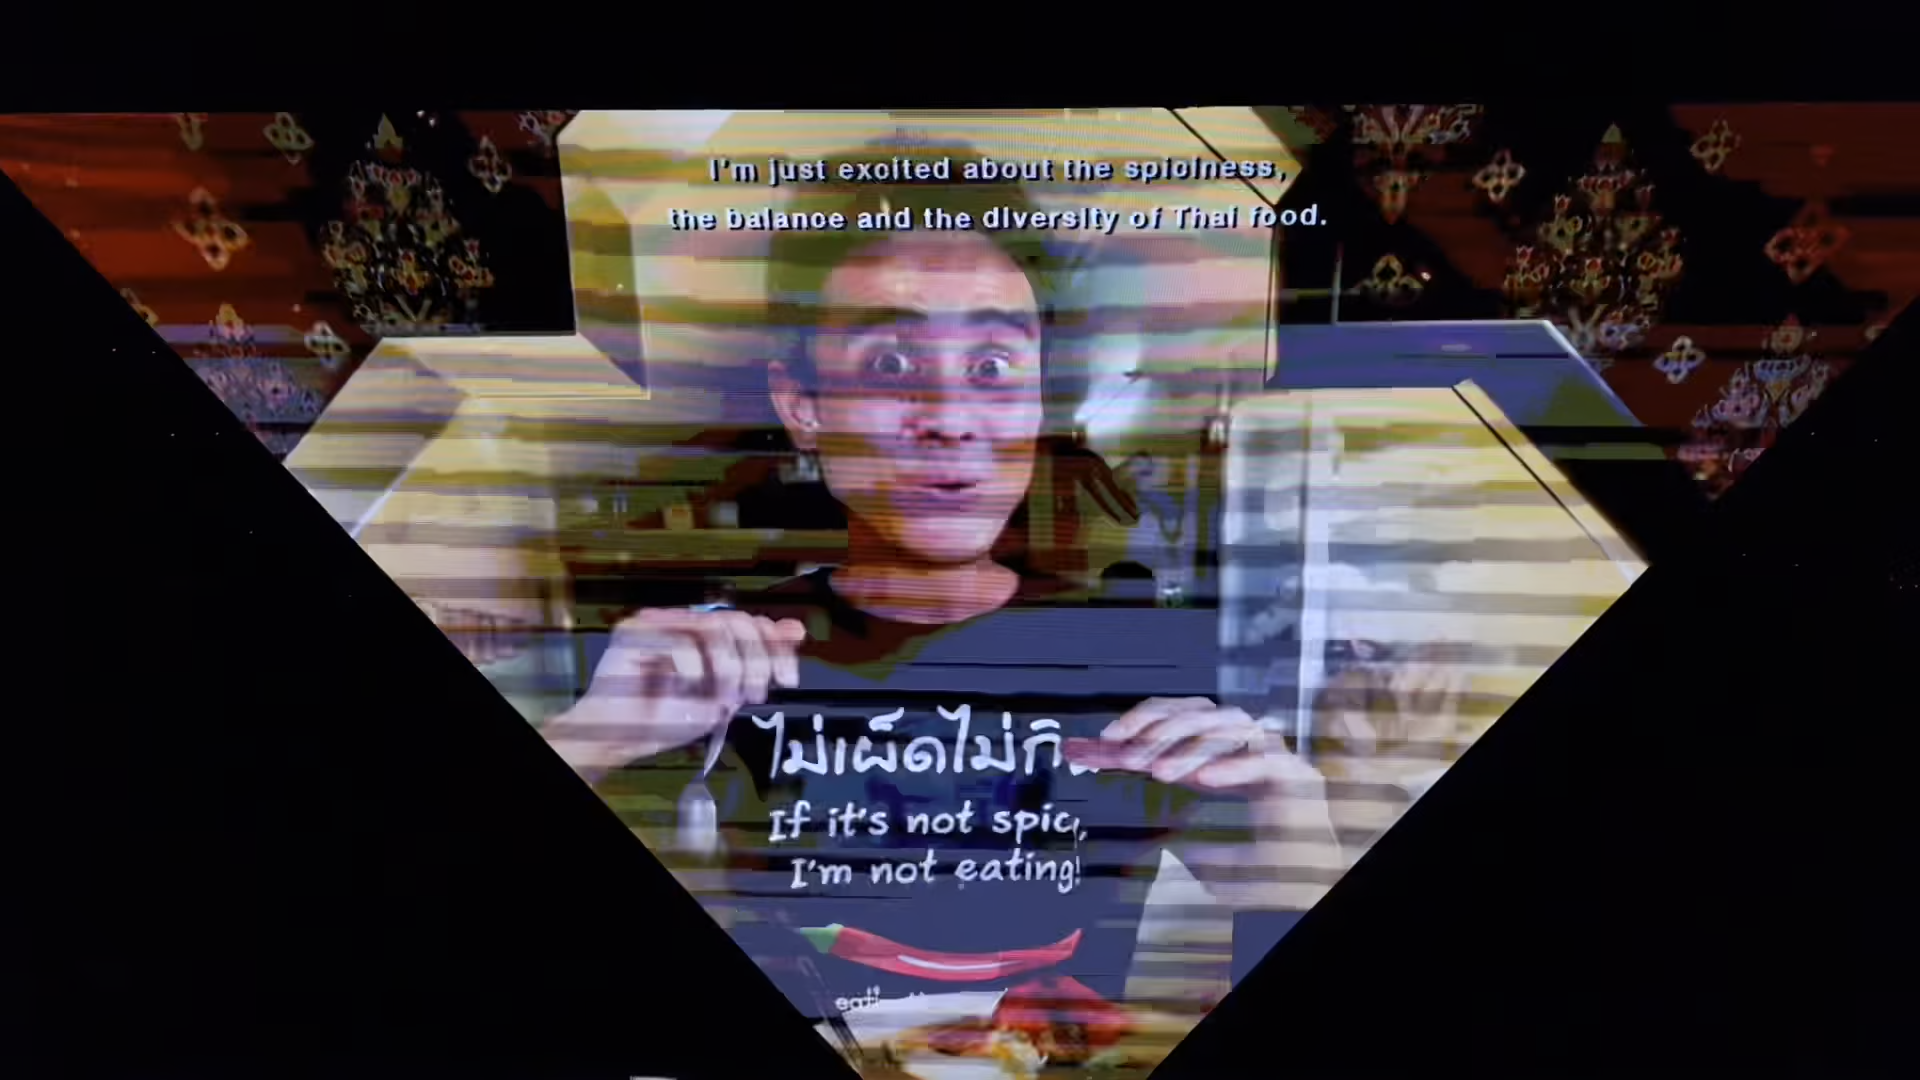 I'm just excited about the spiciness,
the balance and the diversity of Thai food.
ไม่เผ็ดไม่กิ
If it's not spicy,
I'm not eating!